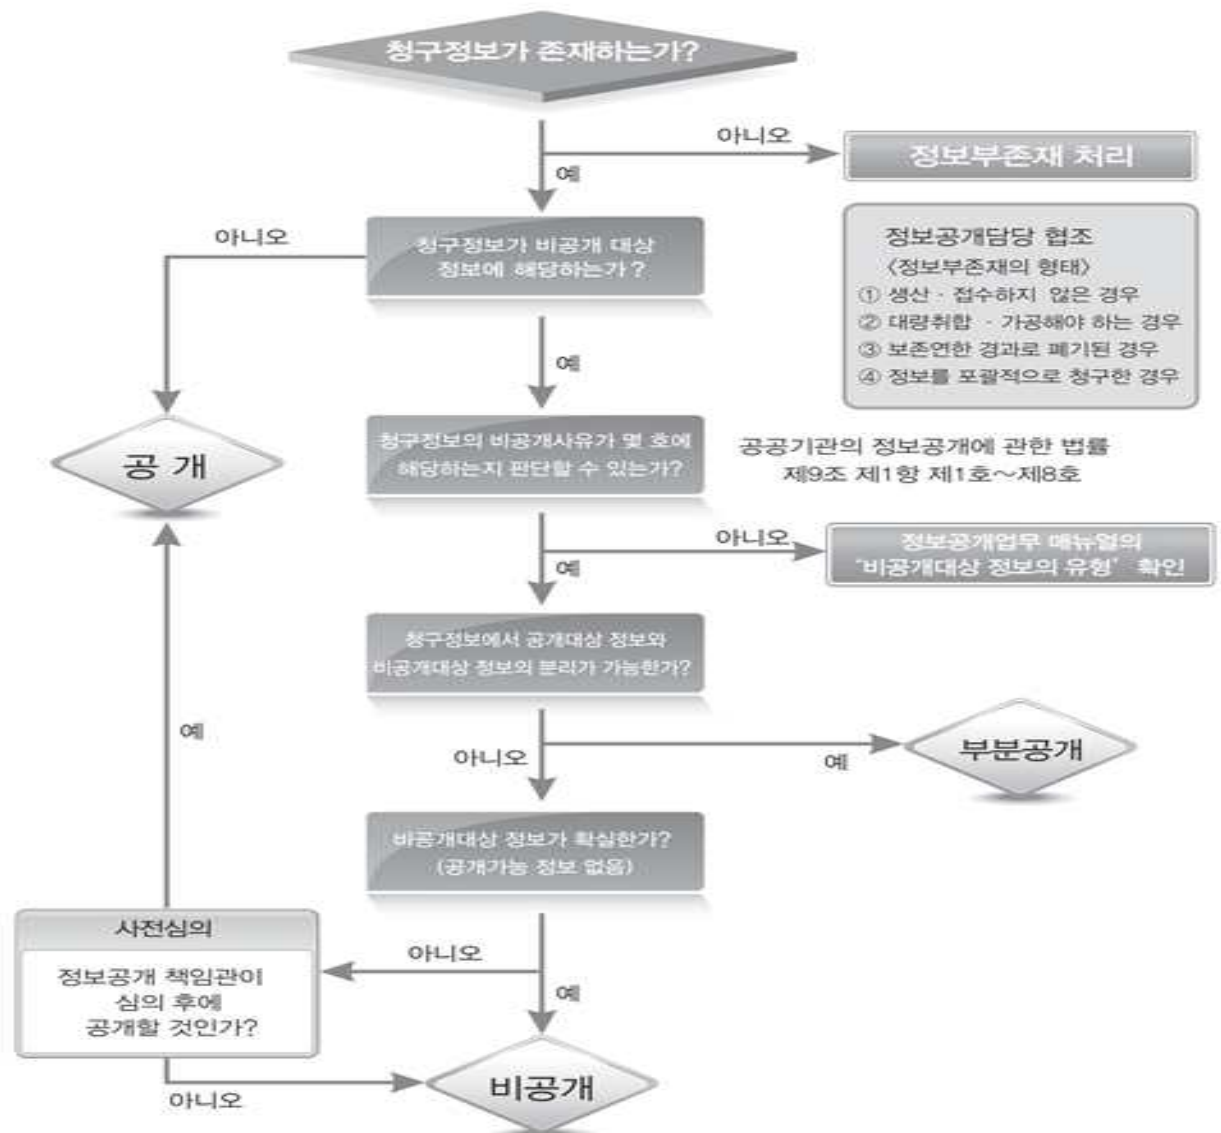 청구정보가 존재하는가?
아니오
정보부존재 처리
예
정보공개담당 협조
〈정보부존재의 형태〉
① 생산 · 접수하지 않은 경우
② 대량취합 · 가공해야 하는 경우
③ 보존연한 경과로 폐기된 경우
④ 정보를 포괄적으로 청구한 경우
아니오
청구정보가 비공개 대상
정보에 해당하는가?
예
공 개
청구정보의 비공개사유가 몇 호에
해당하는지 판단할 수 있는가?
공공기관의 정보공개에 관한 법률
제9조 제1항 제1호～제8호
아니오
정보공개업무 매뉴얼의
‘비공개대상 정보의 유형’ 확인
예
청구정보에서 공개대상 정보와
비공개대상 정보의 분리가 가능한가?
예
아니오
예
부분공개
비공개대상 정보가 확실한가?
(공개가능 정보 없음)
사전심의
정보공개 책임관이
심의 후에
공개할 것인가?
아니오
예
아니오
비공개